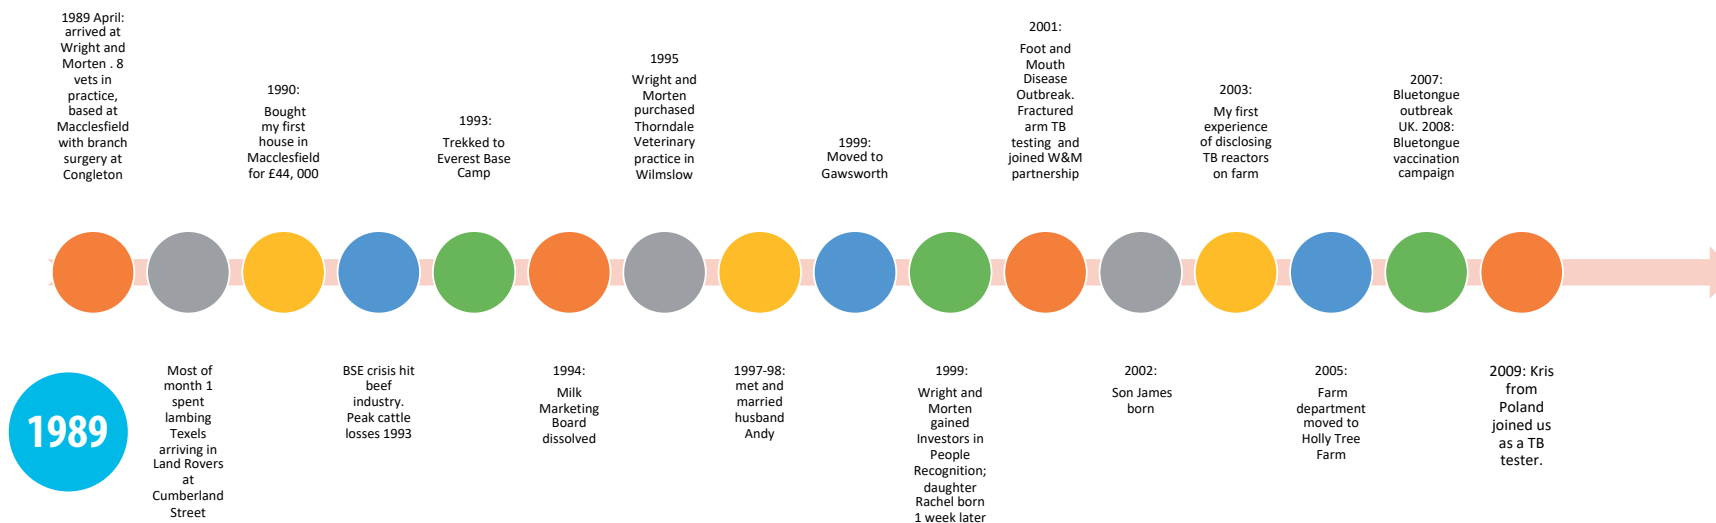 1989 April:
arrived at
Wright and
Morten . 8
vets in
practice,
based at
Macclesfield
with branch
surgery at
Congleton
Most of
month 1
spent
lambing
Texels
arriving in
Land Rovers
at
Cumberland
Street
1990:
Bought
my first
house in
Macclesfield
for £44, 000
BSE crisis hit
beef
industry.
Peak cattle
losses 1993
1993:
Trekked to
Everest Base
Camp
1994:
Milk
Marketing
Board
dissolved
1995
Wright and
Morten
purchased
Thorndale
Veterinary
practice in
Wilmslow
1997-98:
met and
married
husband
Andy
1999:
Moved to
Gawsworth
1999:
Wright and
Morten
gained
Investors in
People
Recognition;
daughter
Rachel born
1 week later
2001:
Foot and
Mouth
Disease
Outbreak.
Fractured
arm TB
testing and
joined W&M
partnership
2002:
Son James
born
2003:
My first
experience
of disclosing
TB reactors
on farm
2005:
Farm
department
moved to
Holly Tree
Farm
2007:
Bluetongue
outbreak
UK. 2008:
Bluetongue
vaccination
campaign
2009: Kris
from
Poland
joined us
as a TB
tester.
1989